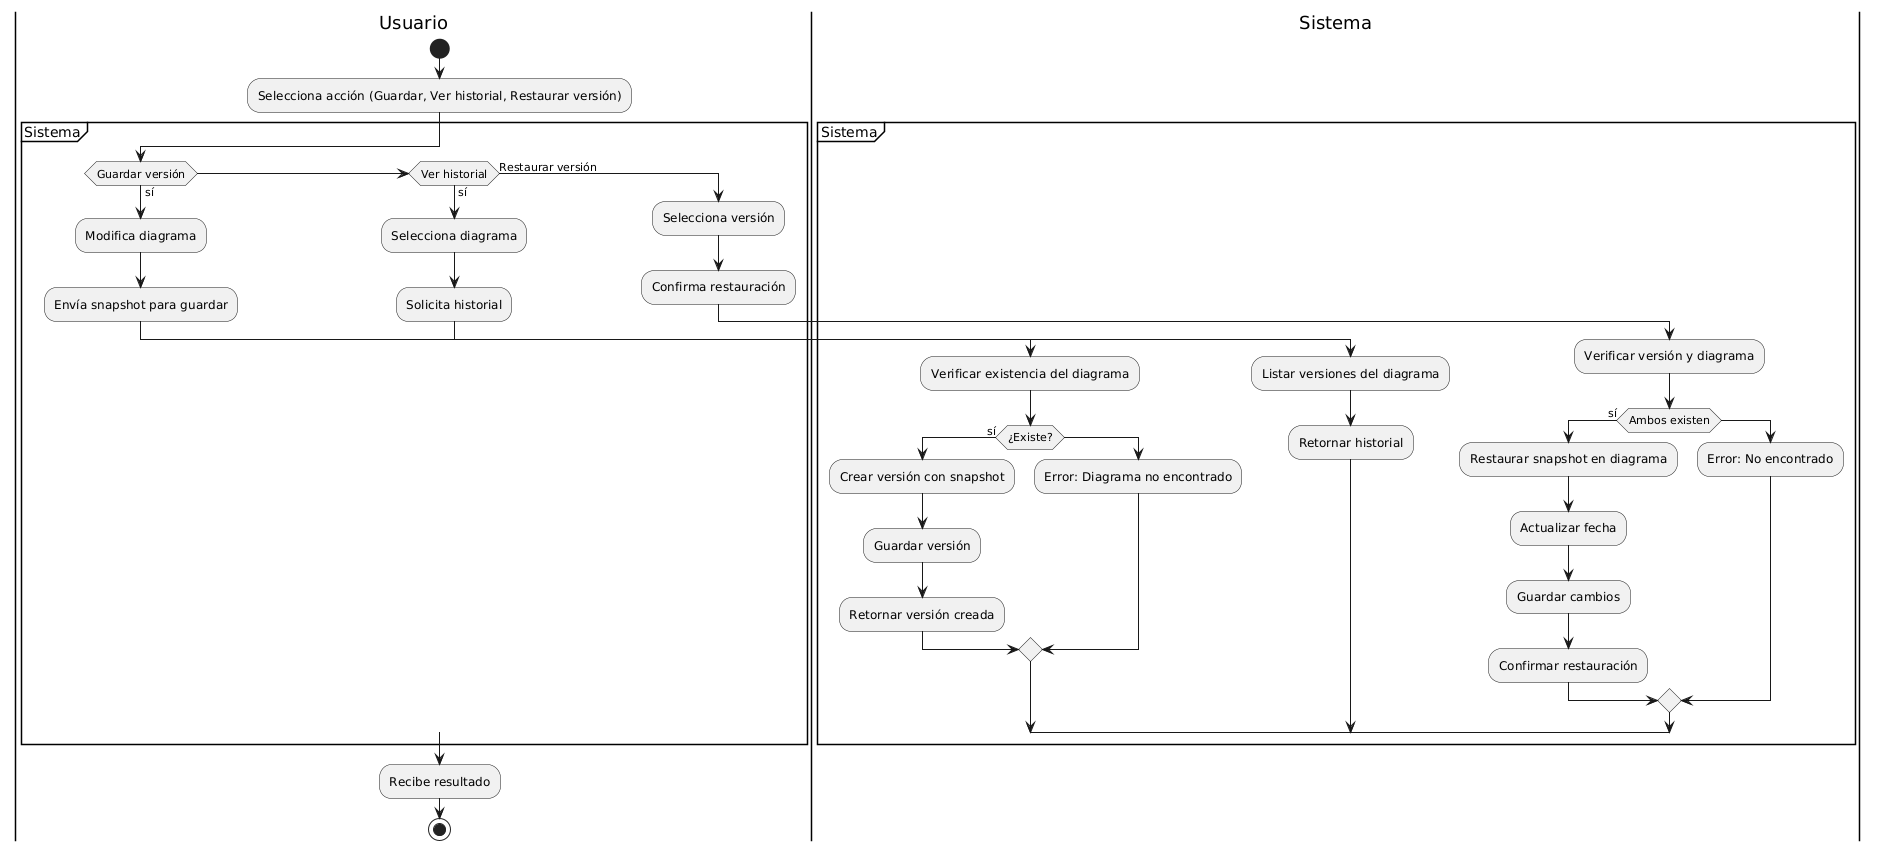 Usuario
Sistema
Selecciona acción (Guardar, Ver historial, Restaurar versión)
Sistema
Sistema
Guardar versión
sí
Ver historial
sí
Restaurar versión
Modifica diagrama
Envía snapshot para guardar
Selecciona diagrama
Solicita historial
Selecciona versión
Confirma restauración
Verificar existencia del diagrama
¿Existe?
sí
Crear versión con snapshot
Guardar versión
Retornar versión creada
Error: Diagrama no encontrado
Listar versiones del diagrama
Retornar historial
Verificar versión y diagrama
Ambos existen
sí
Restaurar snapshot en diagrama
Actualizar fecha
Guardar cambios
Confirmar restauración
Error: No encontrado
Recibe resultado